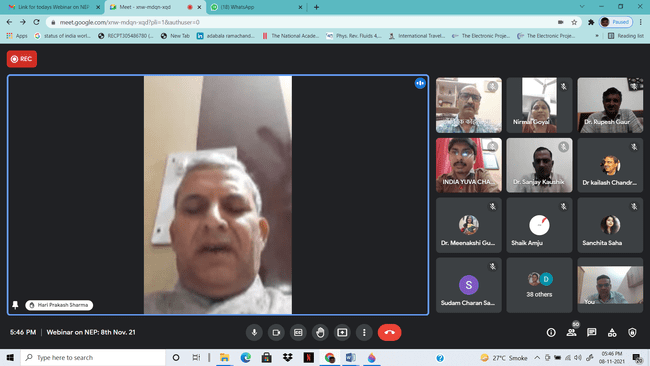 Link for todays Webinar on NEP
Meet - xnw-mdqn-xqd
(18) WhatsApp
meet.google.com/xnw-mdqn-xqd?pli=1&authuser=0
Paused
Apps
status of india worl...
RECPT305486780 (...
New Tab
adabala ramachand...
The National Acade...
Phys. Rev. Fluids 4,...
International Travel...
The Electronic Proje...
The Electronic Proje...
Reading list
REC
Nirmal Goyal
Dr. Rupesh Gaur
INDIA YUVA CHA...
Dr. Sanjay Kaushik
Dr kailash Chandr...
Dr. Meenakshi Gu...
Shaik Amju
Sanchita Saha
S
Sudam Charan Sa...
D
38 others
You
Hari Prakash Sharma
5:46 PM | Webinar on NEP: 8th Nov. 21
50
Type here to search
27°C Smoke
05:46 PM
08-11-2021